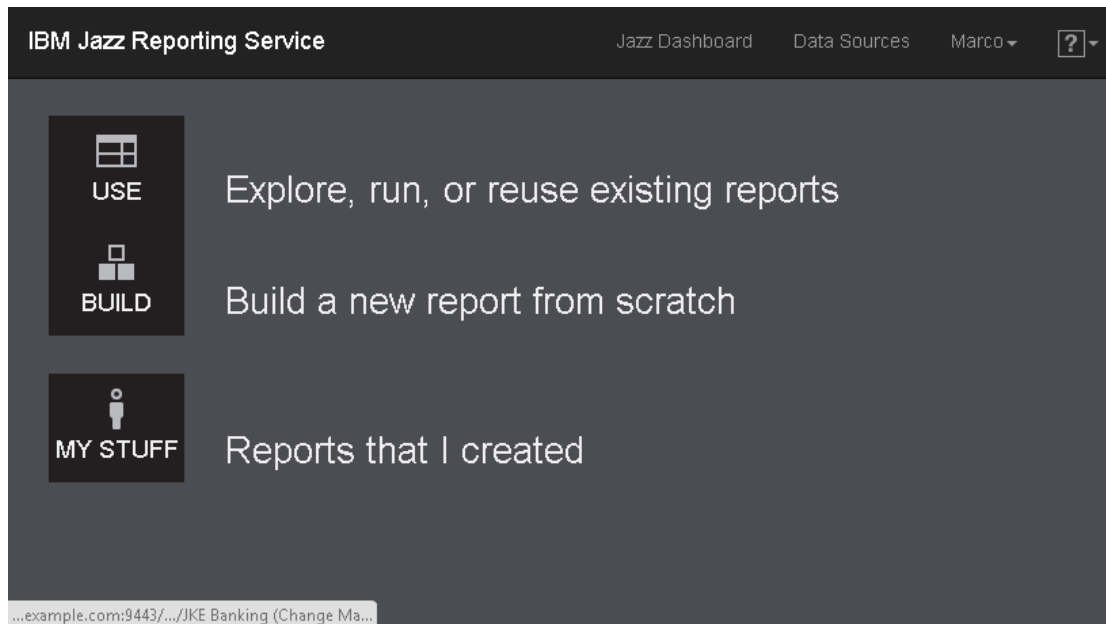 IBM Jazz Reporting Service
Jazz Dashboard Data Sources Marco ?
USE
Explore, run, or reuse existing reports
BUILD
Build a new report from scratch
MY STUFF
Reports that I created
...example.com:9443/.../JKE Banking (Change Ma...